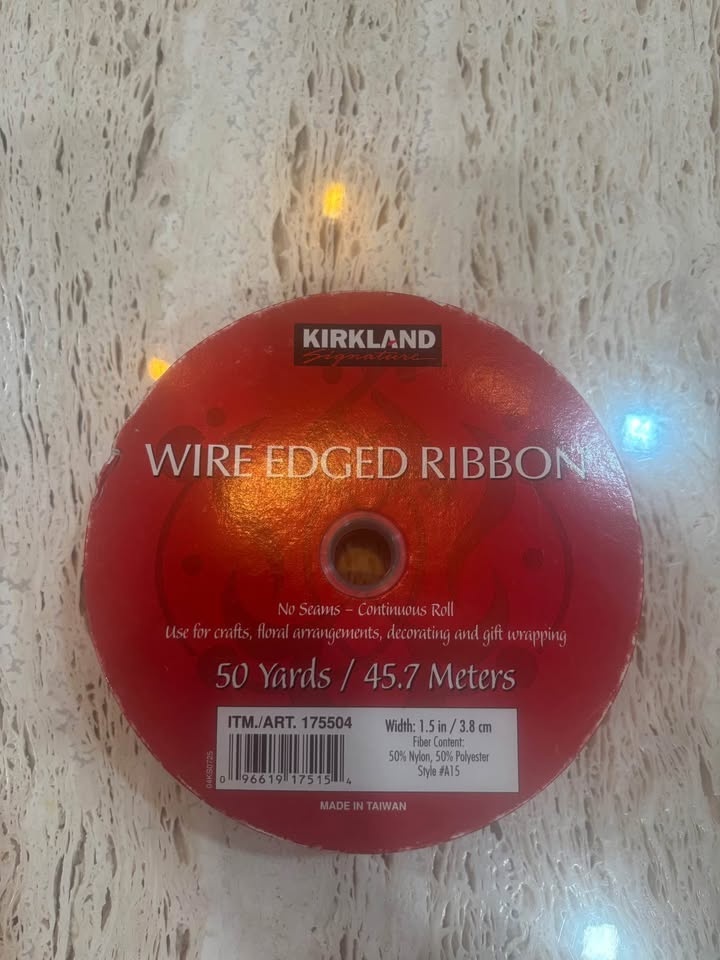 KIRKLAND
Signature
WIRE EDGED RIBBON
No Seams – Continuous Roll
Use for crafts, floral arrangements, decorating and gift wrapping
50 Yards / 45.7 Meters
ITM./ART. 175504
Width: 1.5 in / 3.8 cm
Fiber Content:
50% Nylon, 50% Polyester
Style #A15
0 96619 17515 4
MADE IN TAIWAN